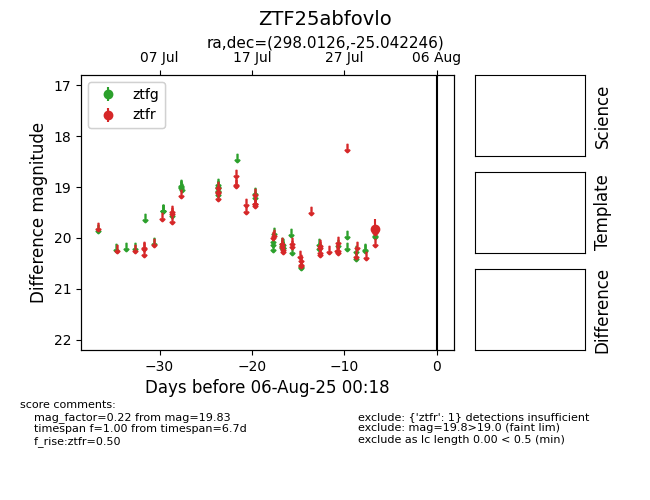 ZTF25abfovlo
ra,dec=(298.0126,-25.042246)
07 Jul 17 Jul 27 Jul 06 Aug
ztfg
ztfr
17
18
19
20
21
22
Difference magnitude
−30 −20 −10 0
Days before 06-Aug-25 00:18
Science
Template
Difference
score comments:
mag_factor=0.22 from mag=19.83
timespan f=1.00 from timespan=6.7d
f_rise:ztfr=0.50
exclude: {'ztfr': 1} detections insufficient
exclude: mag=19.8>19.0 (faint lim)
exclude as lc length 0.00 < 0.5 (min)